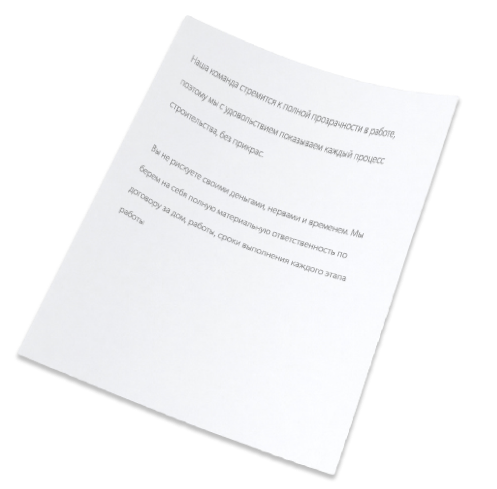 Наша команда стремится к полной прозрачности в работе,
поэтому мы с удовольствием показываем каждый процесс
строительства, без прикрас.
Вы не рискуете своими деньгами, нервами и временем. Мы
берем на себя полную материаль-ную ответственность по
договору за дом, работы, сроки выполнения каждого этапа
работы